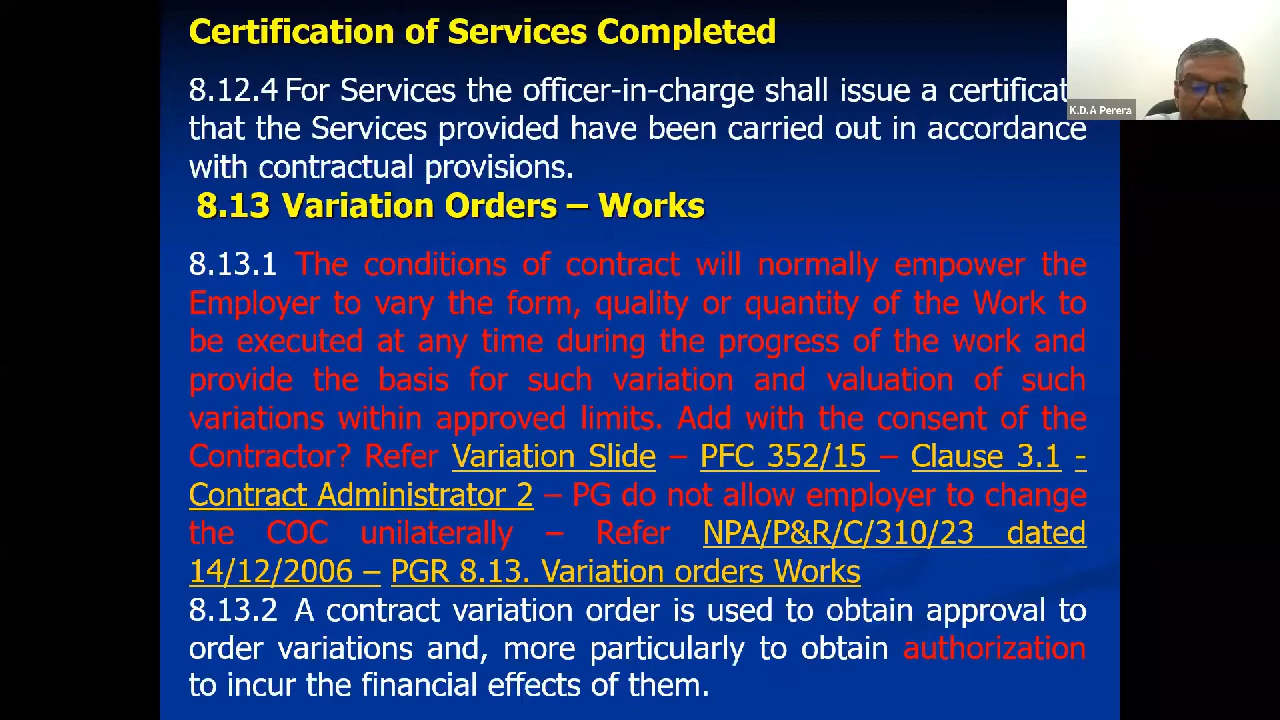 Certification of Services Completed
8.12.4 For Services the officer-in-charge shall issue a certificat
K.D.A Perera
that the Services provided have been carried out in accordance
with contractual provisions.
8.13 Variation Orders – Works
8.13.1 The conditions of contract will normally empower the
Employer to vary the form, quality or quantity of the Work to
be executed at any time during the progress of the work and
provide the basis for such variation and valuation of such
variations within approved limits. Add with the consent of the
Contractor? Refer Variation Slide – PFC 352/15 – Clause 3.1 -
Contract Administrator 2 – PG do not allow employer to change
the COC unilaterally – Refer NPA/P&R/C/310/23 dated
14/12/2006 – PGR 8.13. Variation orders Works
8.13.2 A contract variation order is used to obtain approval to
order variations and, more particularly to obtain authorization
to incur the financial effects of them.